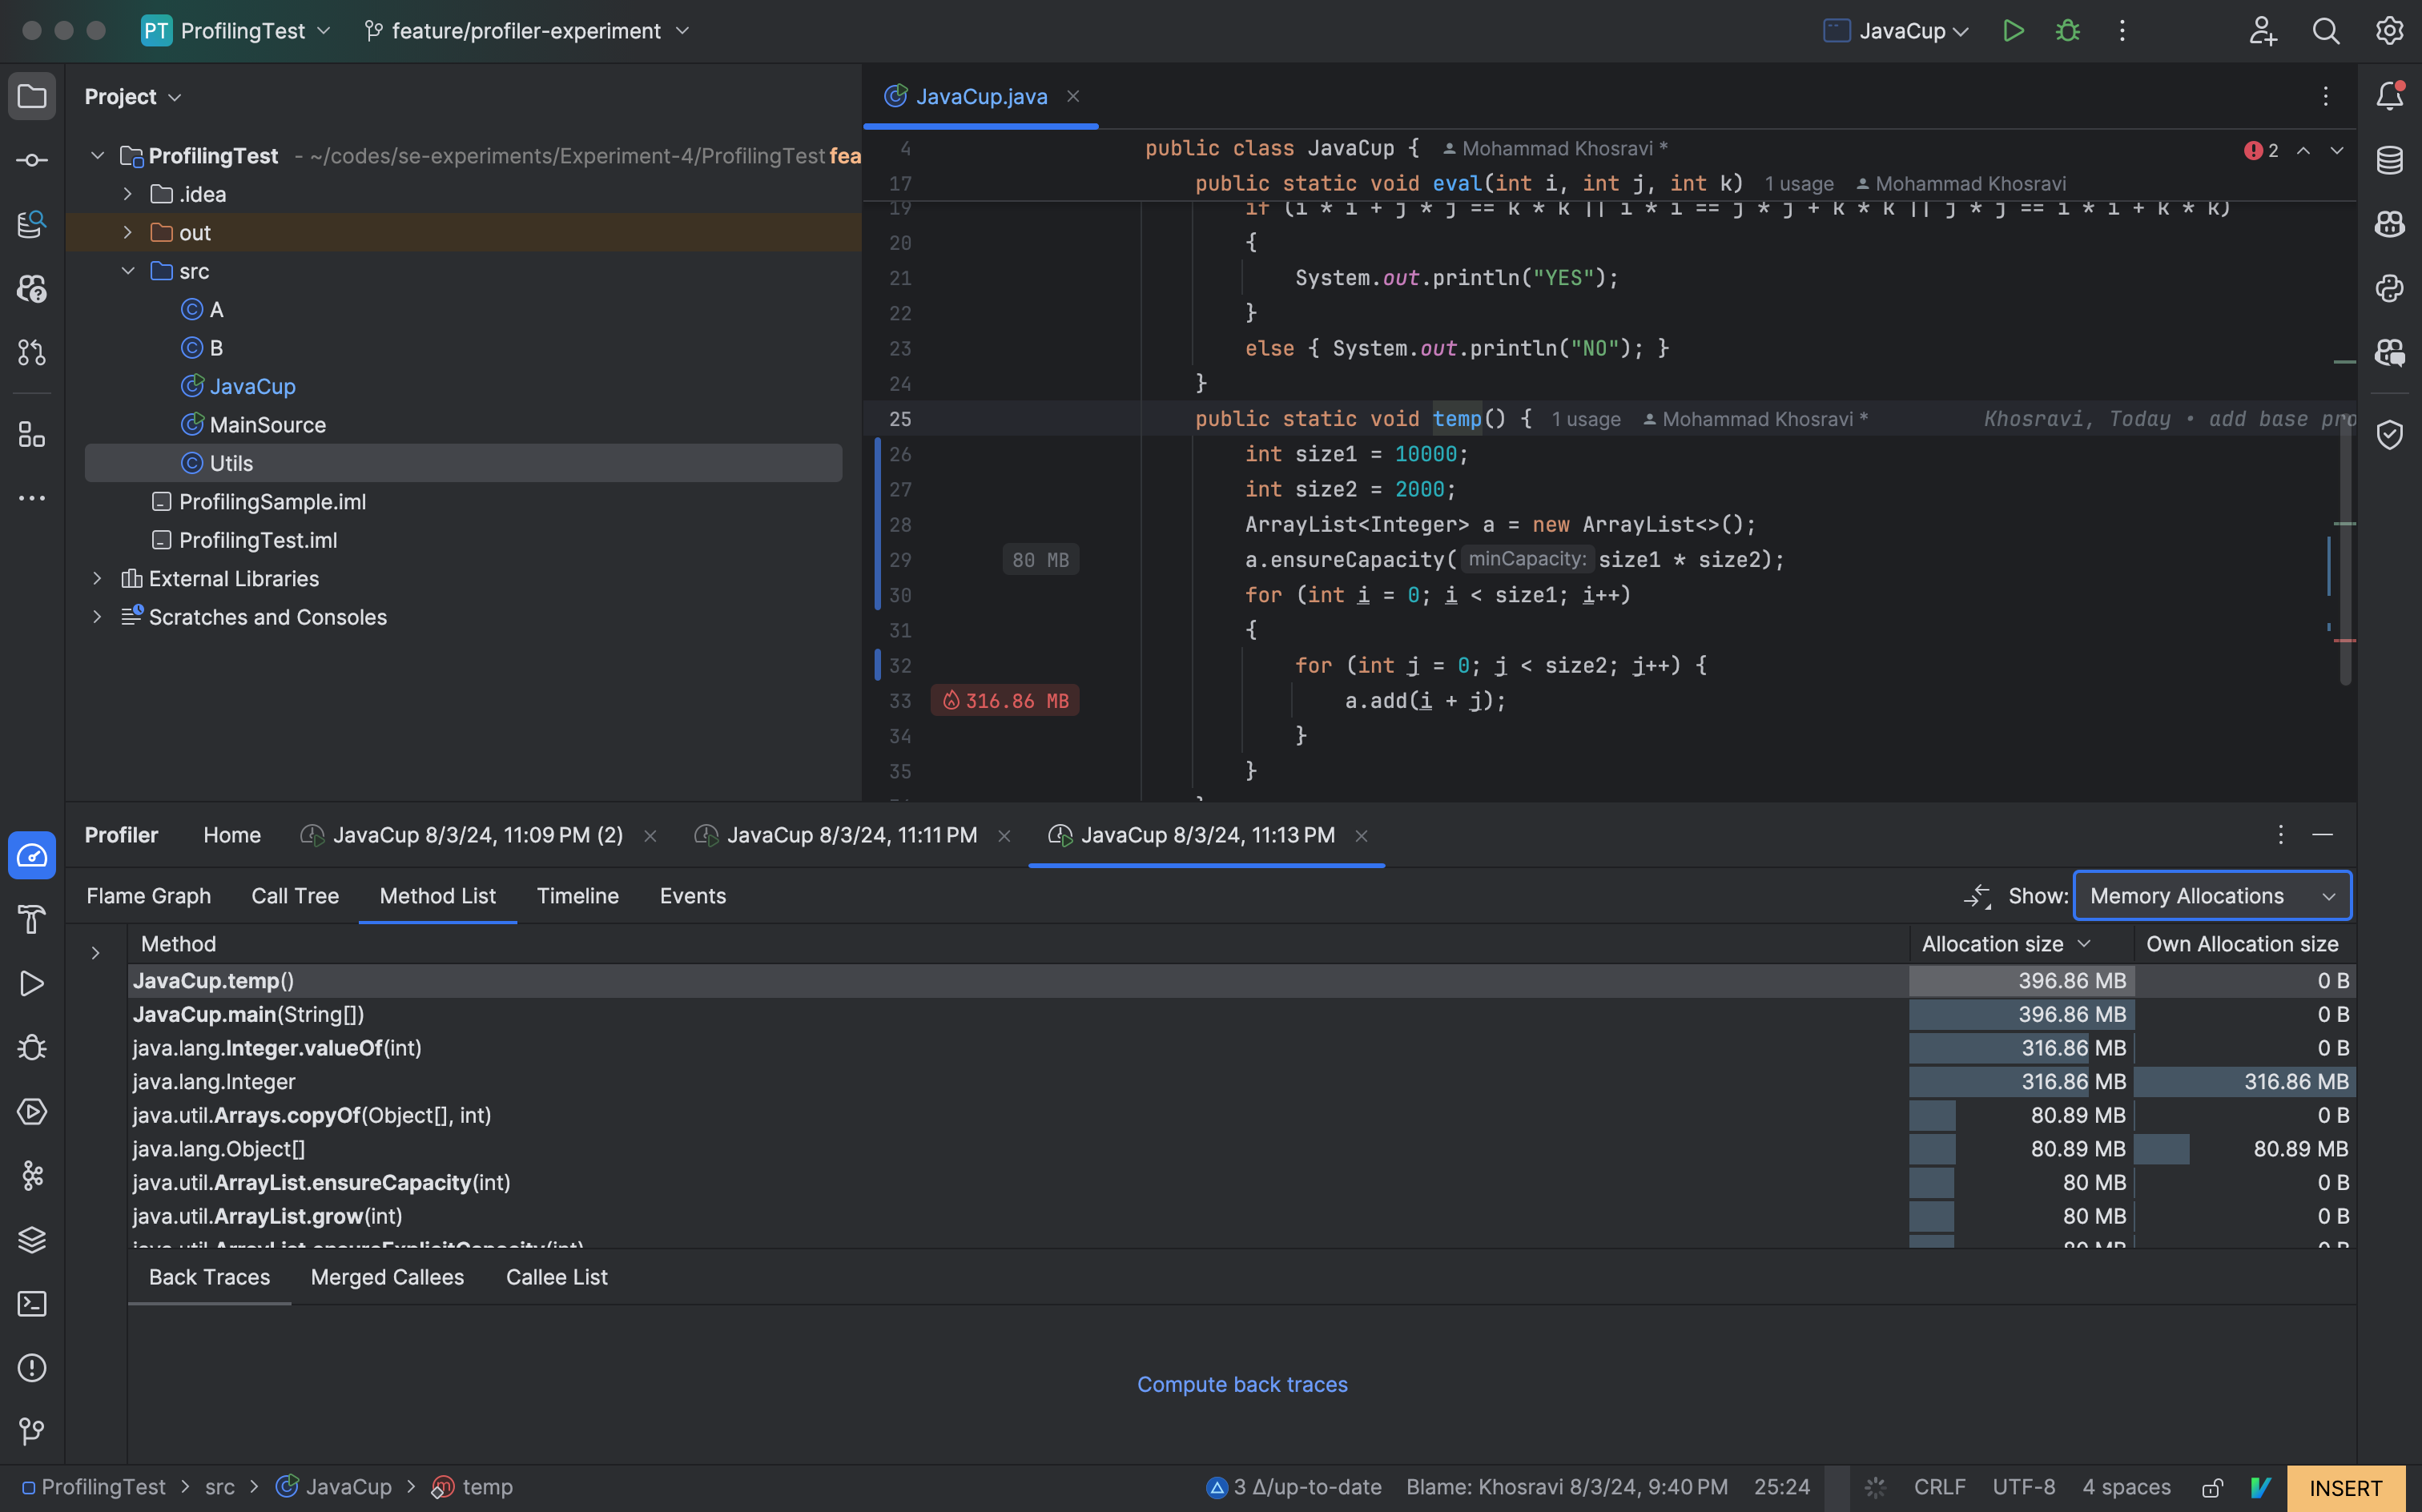 PT ProfilingTest feature/profiler-experiment JavaCup
Project
ProfilingTest - ~/codes/se-experiments/Experiment-4/ProfilingTest fea
.idea
out
src
A
B
JavaCup
MainSource
Utils
ProfilingSample.iml
ProfilingTest.iml
External Libraries
Scratches and Consoles
JavaCup.java
4 public class JavaCup { Mohammad Khosravi *
2
17 public static void eval(int i, int j, int k) 1 usage Mohammad Khosravi
19 if (i * i + j * j == k * k || i * i == j * j + k * k || j * j == i * i + k * k)
20 {
21 System.out.println("YES");
22 }
23 else { System.out.println("NO"); }
24 }
25 public static void temp() { 1 usage Mohammad Khosravi * Khosravi, Today • add base pro
26 int size1 = 10000;
27 int size2 = 2000;
28 ArrayList<Integer> a = new ArrayList<>();
29 80 MB a.ensureCapacity( minCapacity: size1 * size2);
30 for (int i = 0; i < size1; i++)
31 {
32 for (int j = 0; j < size2; j++) {
33 316.86 MB a.add(i + j);
34 }
35 }
Profiler Home JavaCup 8/3/24, 11:09 PM (2) JavaCup 8/3/24, 11:11 PM JavaCup 8/3/24, 11:13 PM
Flame Graph Call Tree Method List Timeline Events Show: Memory Allocations
Method Allocation size Own Allocation size
JavaCup.temp() 396.86 MB 0 B
JavaCup.main(String[]) 396.86 MB 0 B
java.lang.Integer.valueOf(int) 316.86 MB 0 B
java.lang.Integer 316.86 MB 316.86 MB
java.util.Arrays.copyOf(Object[], int) 80.89 MB 0 B
java.lang.Object[] 80.89 MB 80.89 MB
java.util.ArrayList.ensureCapacity(int) 80 MB 0 B
java.util.ArrayList.grow(int) 80 MB 0 B
java.util.ArrayList.ensureExplicitCapacity(int) 80 MB 0 B
Back Traces Merged Callees Callee List
Compute back traces
ProfilingTest > src > JavaCup > temp 3 Δ/up-to-date Blame: Khosravi 8/3/24, 9:40 PM 25:24 CRLF UTF-8 4 spaces INSERT